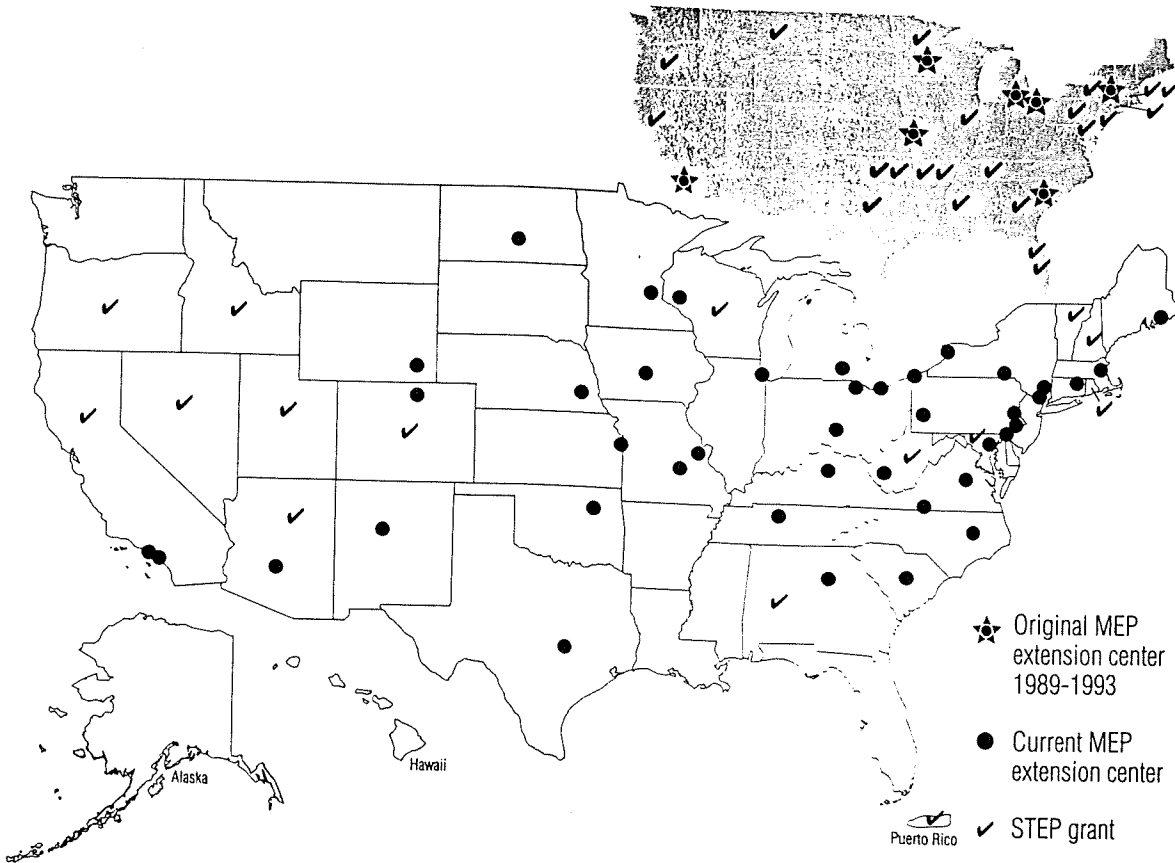 Original MEP
extension center
1989-1993
Current MEP
extension center
STEP grant
Alaska
Hawaii
Puerto Rico